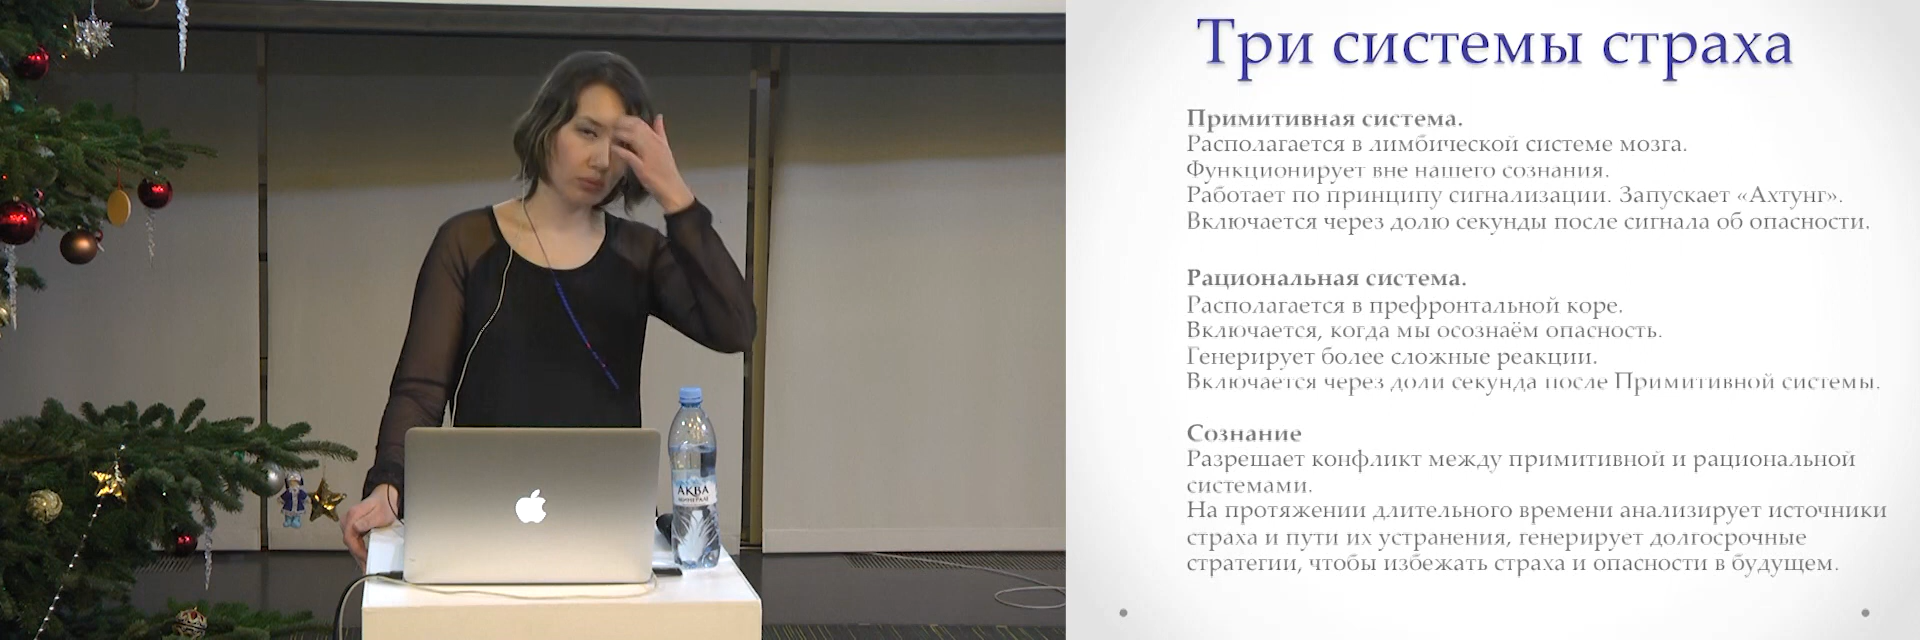 Три системы страха
Примитивная система.
Располагается в лимбической системе мозга.
Функционирует вне нашего сознания.
Работает по принципу сигнализации. Запускает «Ахтунг».
Включается через долю секунды после сигнала об опасности.
Рациональная система.
Располагается в префронтальной коре.
Включается, когда мы осознаём опасность.
Генерирует более сложные реакции.
Включается через доли секунда после Примитивной системы.
Сознание
Разрешает конфликт между примитивной и рациональной
системами.
На протяжении длительного времени анализирует источники
страха и пути их устранения, генерирует долгосрочные
стратегии, чтобы избежать страха и опасности в будущем.
АКВА